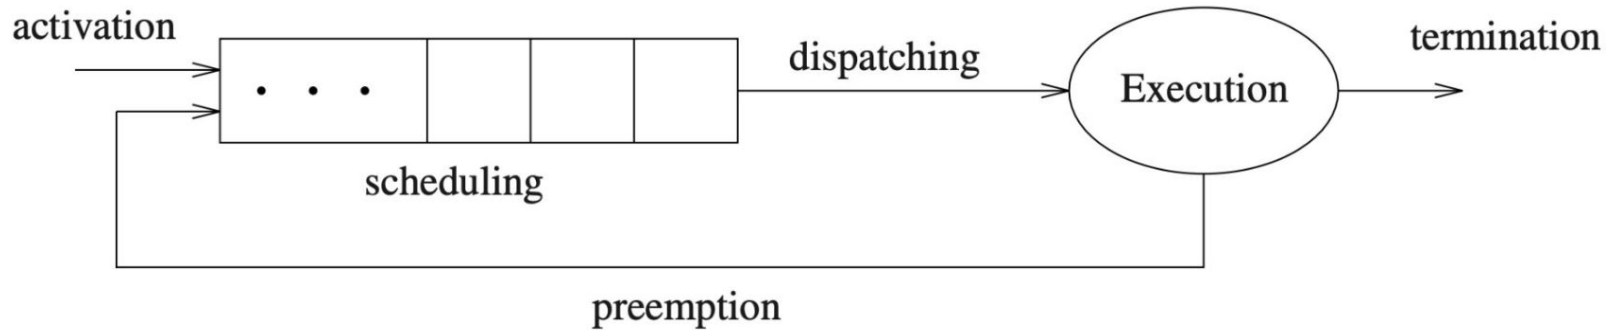 activation
termination
dispatching
Execution
scheduling
preemption